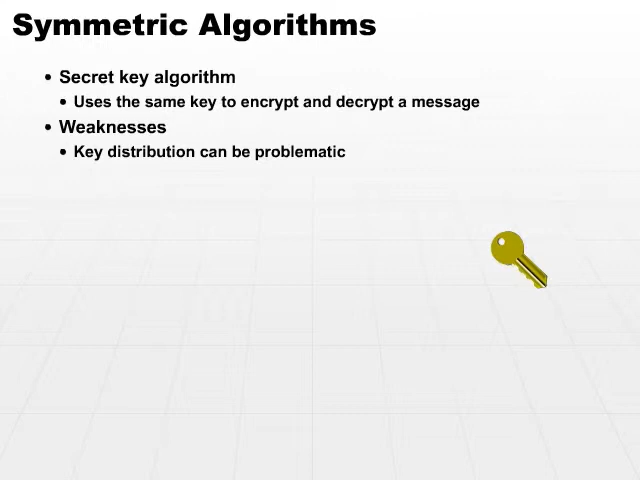 Symmetric Algorithms
• Secret key algorithm
• Uses the same key to encrypt and decrypt a message
• Weaknesses
• Key distribution can be problematic